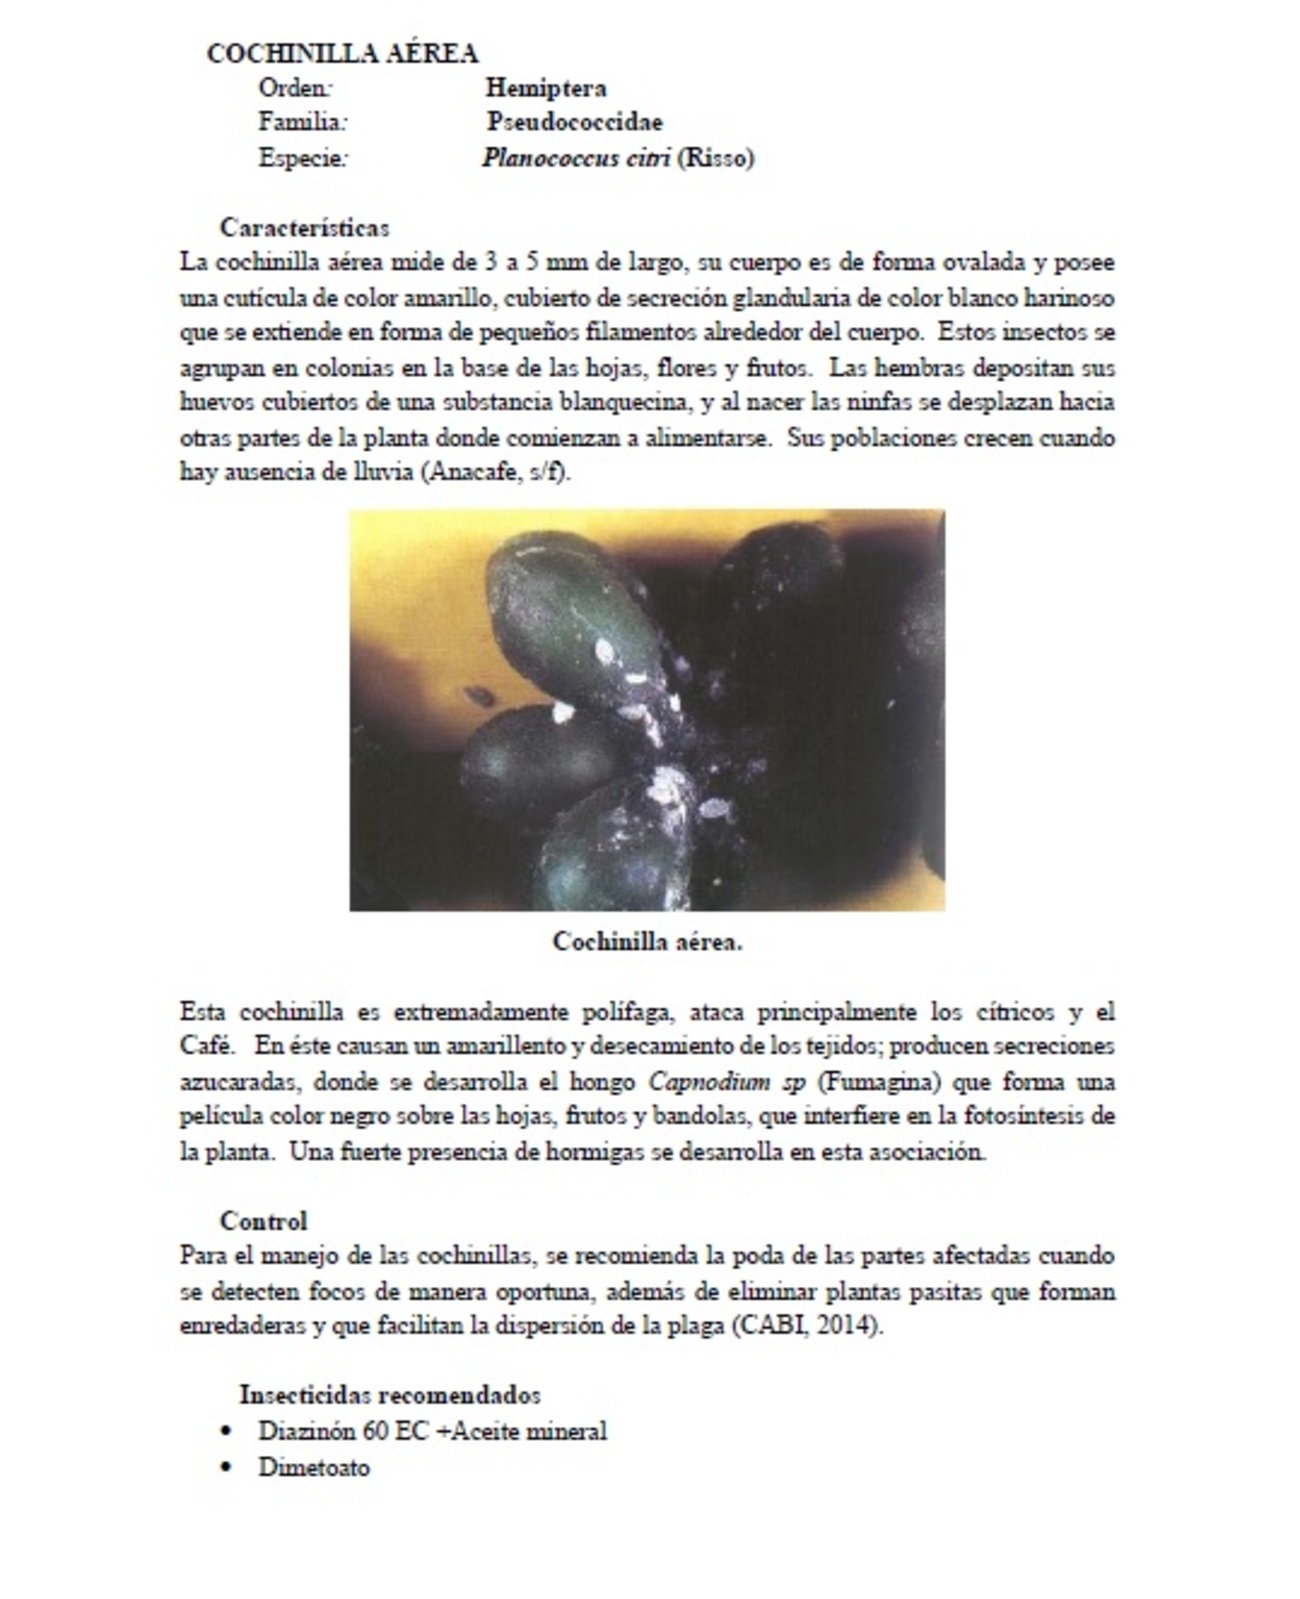 COCHINILLA AÉREA
Orden: Hemiptera
Familia: Pseudococcidae
Especie: Planococcus citri (Risso)
Características
La cochinilla aérea mide de 3 a 5 mm de largo, su cuerpo es de forma ovalada y posee
una cutícula de color amarillo, cubierto de secreción glandularia de color blanco harinoso
que se extiende en forma de pequeños filamentos alrededor del cuerpo. Estos insectos se
agrupan en colonias en la base de las hojas, flores y frutos. Las hembras depositan sus
huevos cubiertos de una substancia blanquecina, y al nacer las ninfas se desplazan hacia
otras partes de la planta donde comienzan a alimentarse. Sus poblaciones crecen cuando
hay ausencia de lluvia (Anacafe, s/f).
Cochinilla aérea.
Esta cochinilla es extremadamente polífaga, ataca principalmente los cítricos y el
Café. En éste causan un amarillento y desecamiento de los tejidos; producen secreciones
azucaradas, donde se desarrolla el hongo Capnodium sp (Fumagina) que forma una
película color negro sobre las hojas, frutos y bandolas, que interfiere en la fotosíntesis de
la planta. Una fuerte presencia de hormigas se desarrolla en esta asociación.
Control
Para el manejo de las cochinillas, se recomienda la poda de las partes afectadas cuando
se detecten focos de manera oportuna, además de eliminar plantas pasitas que forman
enredaderas y que facilitan la dispersión de la plaga (CABI, 2014).
Insecticidas recomendados
• Diazinón 60 EC +Aceite mineral
• Dimetoato